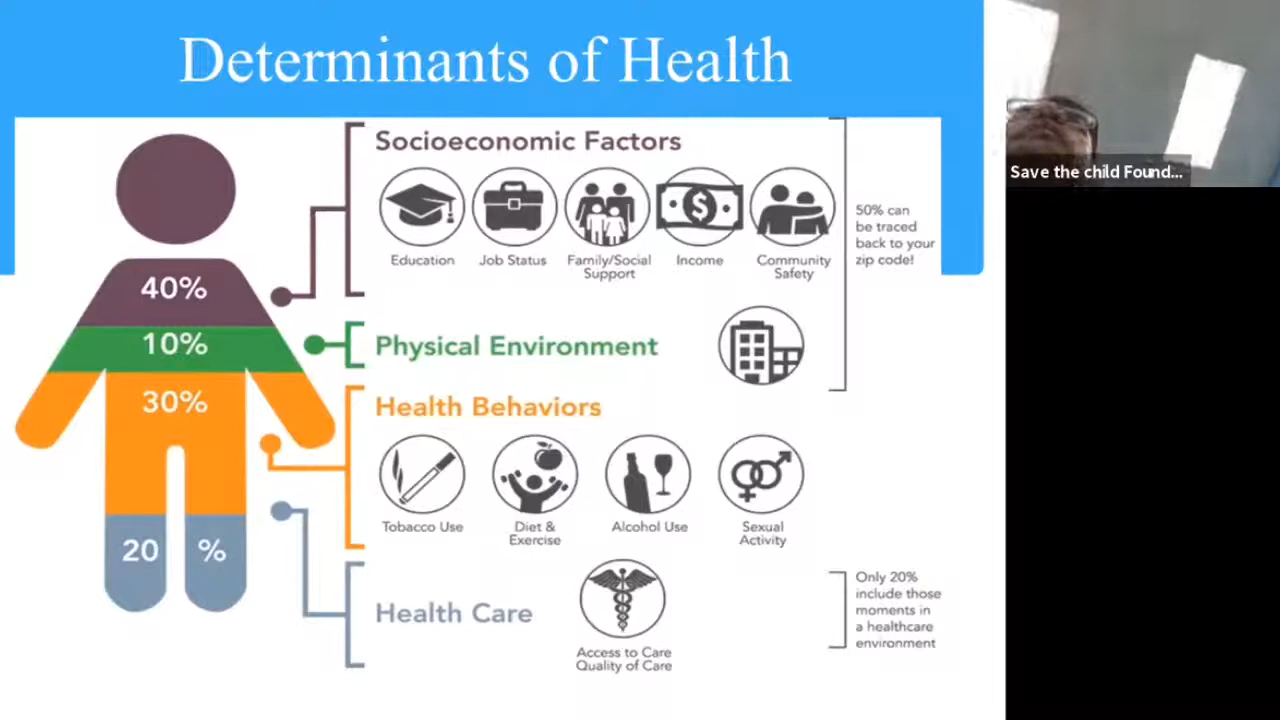 Determinants of Health
Socioeconomic Factors
Education
Job Status
Family/Social
Support
Income
Community
Safety
50% can
be traced
back to your
zip code!
40%
10%
Physical Environment
30%
Health Behaviors
Tobacco Use
Diet &
Exercise
Alcohol Use
Sexual
Activity
20 %
Health Care
Access to Care
Quality of Care
Only 20%
include those
moments in
a healthcare
environment
Save the child Found...